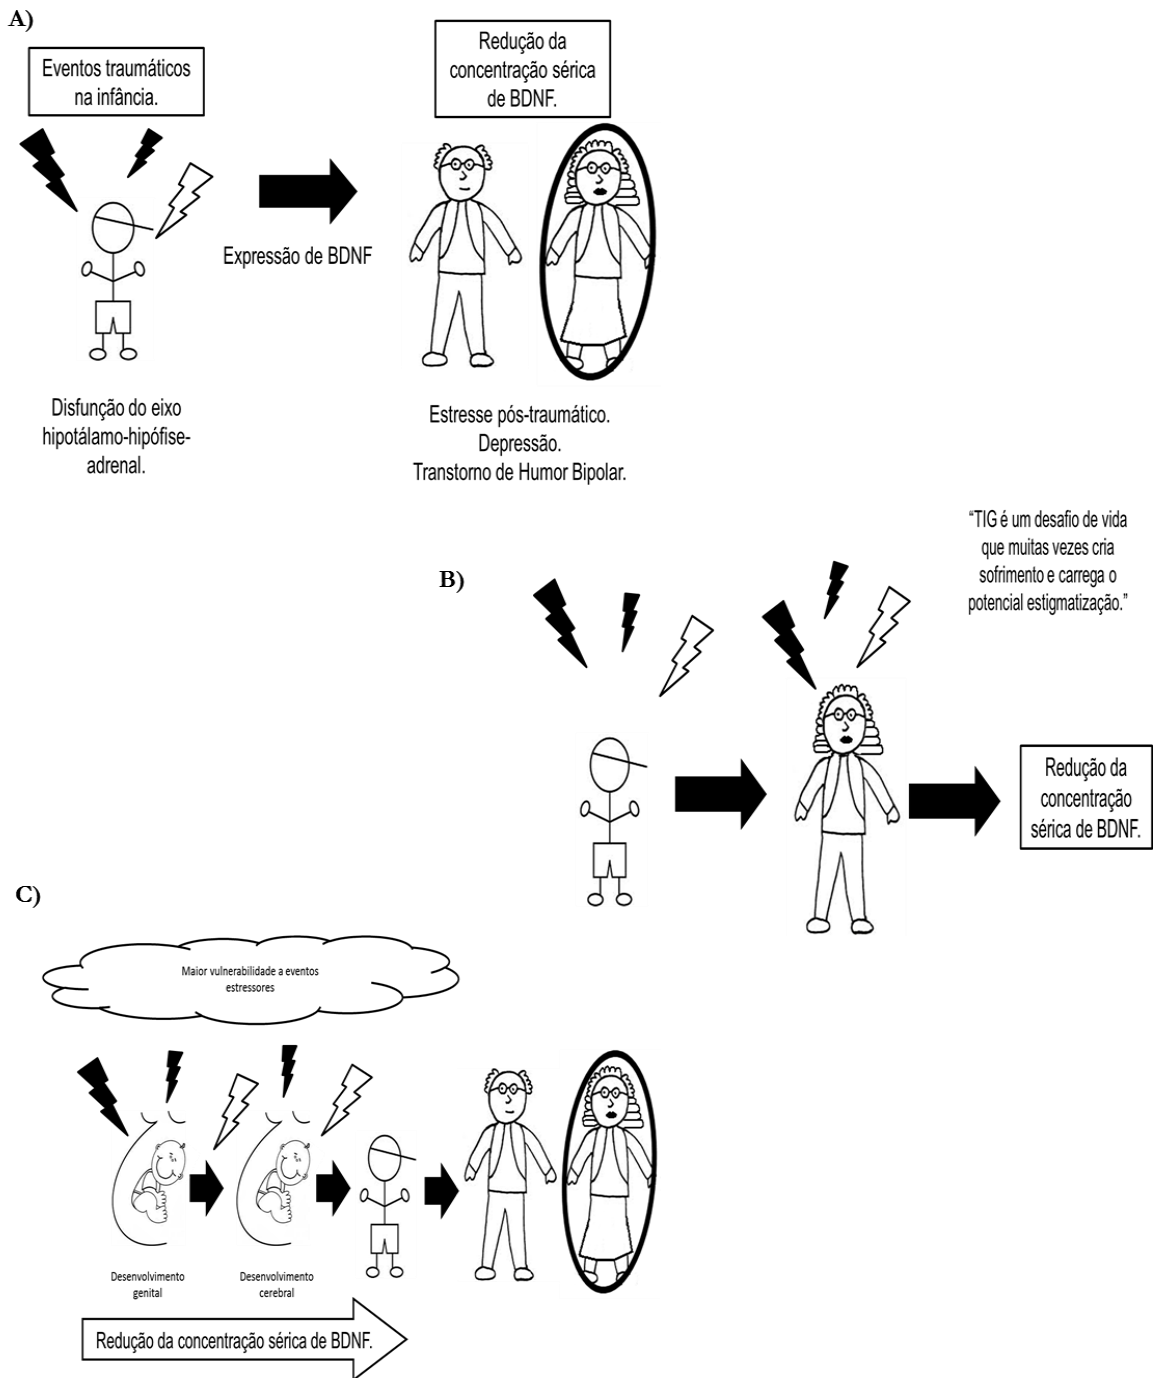 A)
Eventos traumáticos
na infância.
Redução da
concentração sérica
de BDNF.
Expressão de BDNF
Disfunção do eixo
hipotálamo-hipófise-
adrenal.
Estresse pós-traumático.
Depressão.
Transtorno de Humor Bipolar.
B)
“TIG é um desafio de vida
que muitas vezes cria
sofrimento e carrega o
potencial estigmatização.”
Redução da
concentração
sérica de BDNF.
C)
Maior vulnerabilidade a eventos
estressores
Desenvolvimento
genital
Desenvolvimento
cerebral
Redução da concentração sérica de BDNF.